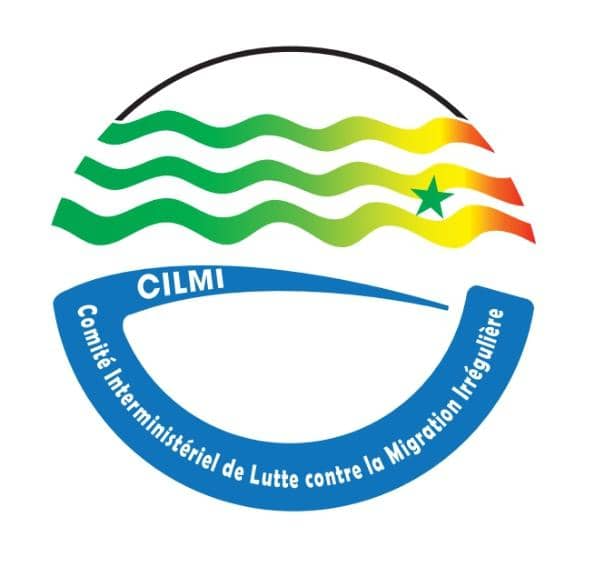 CILMI
Comité Interministériel de Lutte contre la Migration Irrégulière